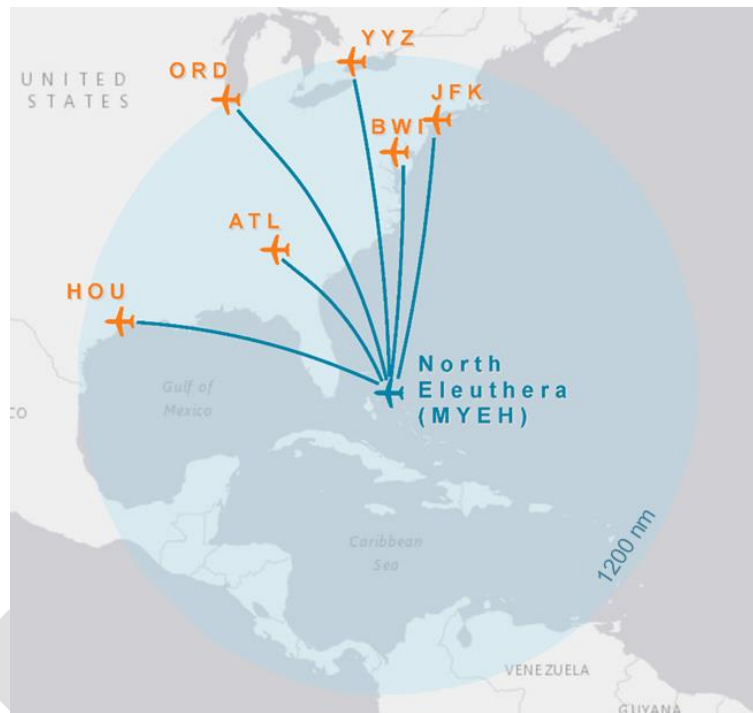 YYZ
ORD
UNITED
STATES
JFK
BWI
ATL
HOU
North
Eleuthera
(MYEH)
Gulf of
Mexico
CO
1200 nm
Caribbean
Sea
VENEZUELA
GUYANA